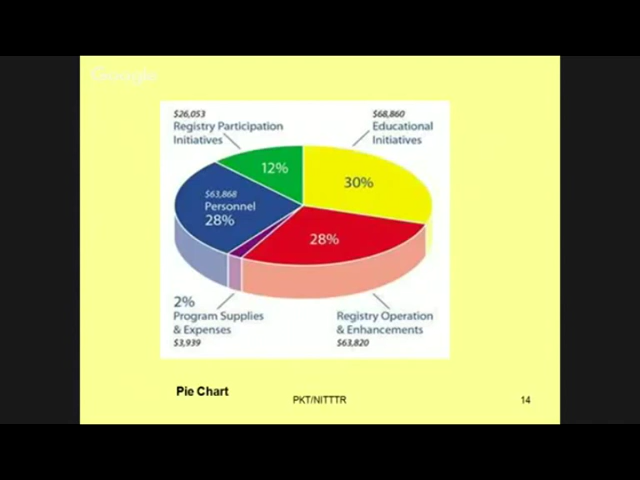 Google
$26,053
Registry Participation
Initiatives
$68,860
Educational
Initiatives
12%
30%
$63,868
Personnel
28%
28%
2%
Program Supplies
& Expenses
$3,939
Registry Operation
& Enhancements
$63,820
Pie Chart
PKT/NITTTR
14